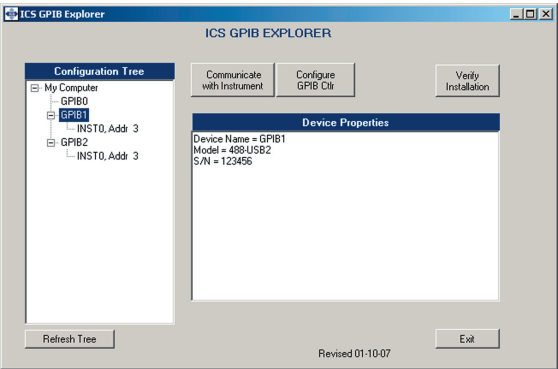 ICS GPIB Explorer
ICS GPIB EXPLORER
Configuration Tree
My Computer
GPIB0
GPIB1
INST0, Addr 3
GPIB2
INST0, Addr 3
Refresh Tree
Communicate
with Instrument
Configure
GPIB Ctlr
Verify
Installation
Device Properties
Device Name = GPIB1
Model = 488-USB2
S/N = 123456
Exit
Revised 01-10-07